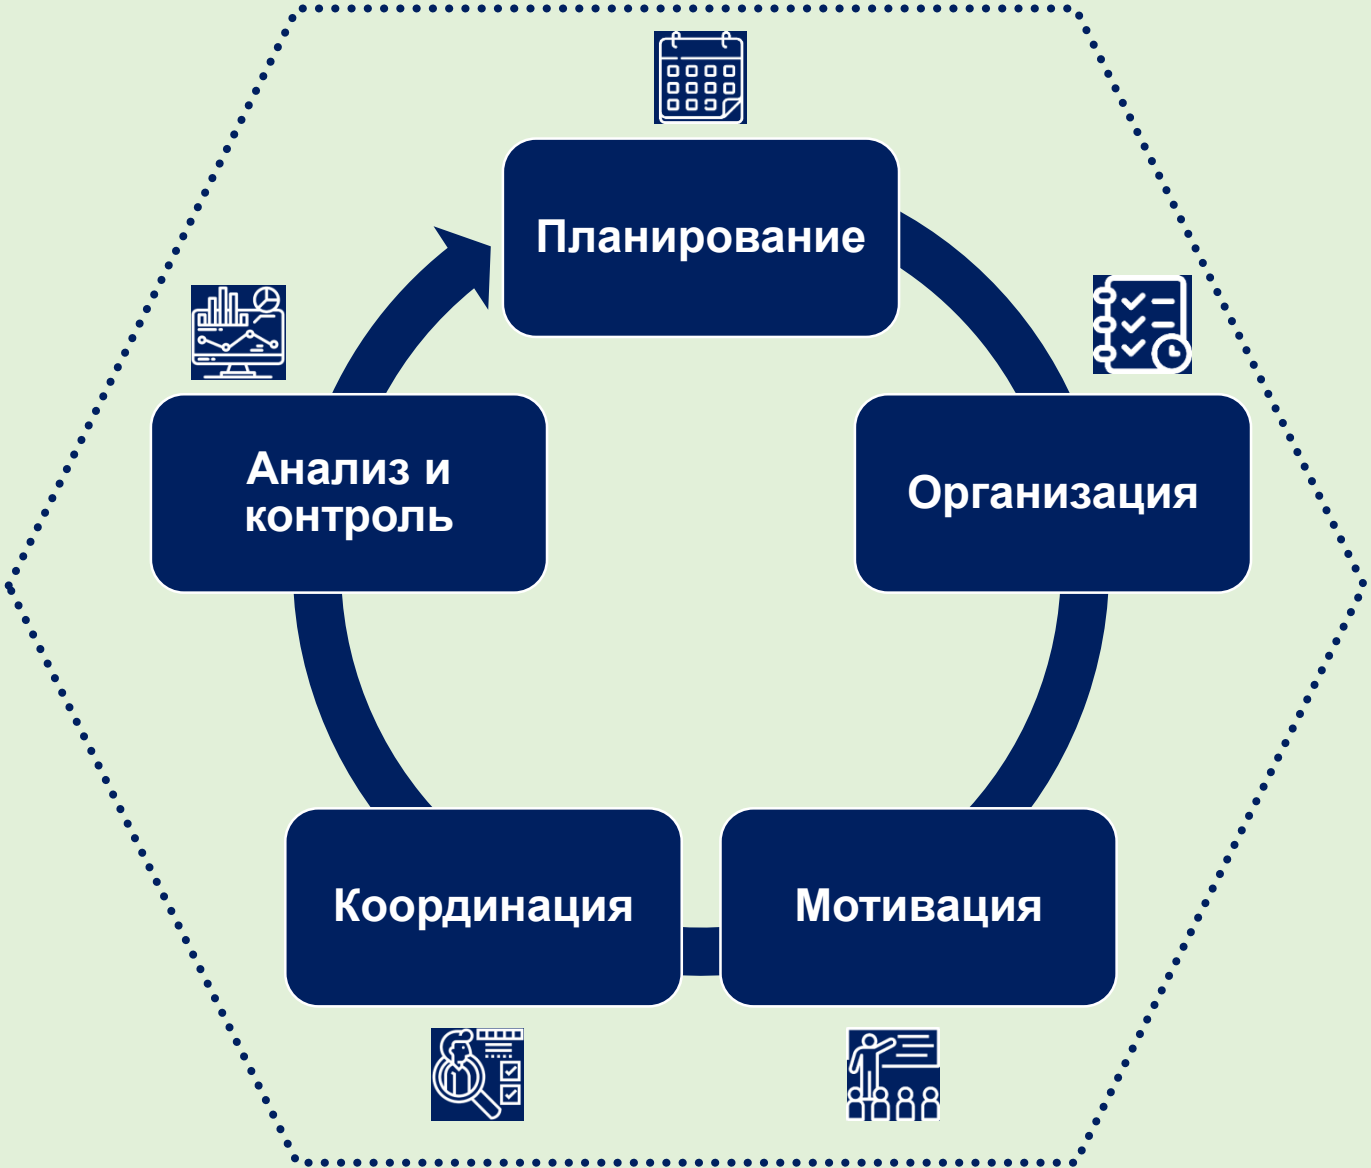 Планирование
Организация
Мотивация
Координация
Анализ и
контроль